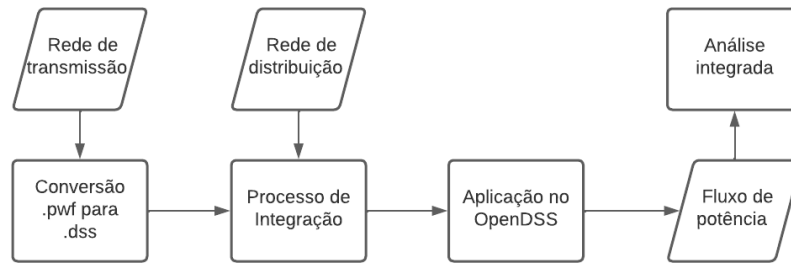 Rede de
transmissão
Rede de
distribuição
Análise
integrada
Conversão
.pwf para
.dss
Processo de
Integração
Aplicação no
OpenDSS
Fluxo de
potência